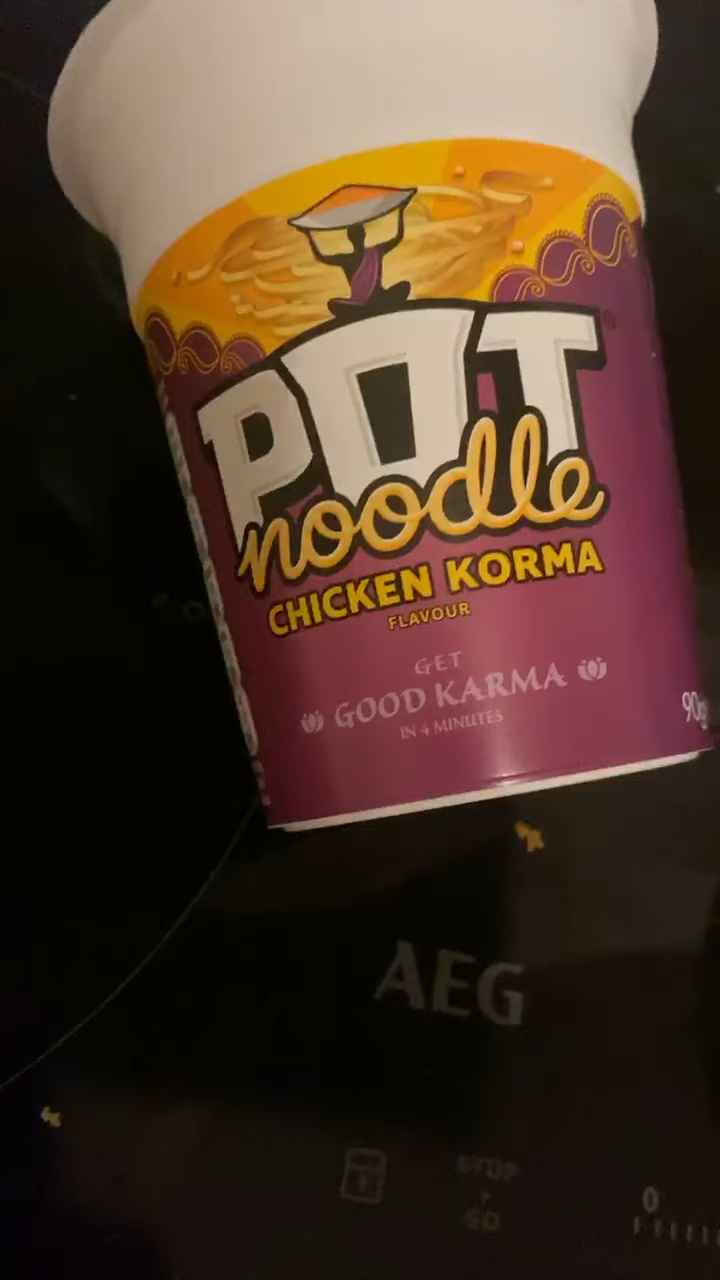 POT
noodle
CHICKEN KORMA
FLAVOUR
GET
GOOD KARMA
IN 4 MINUTES
90g
AEG
STOP
+
GO
0